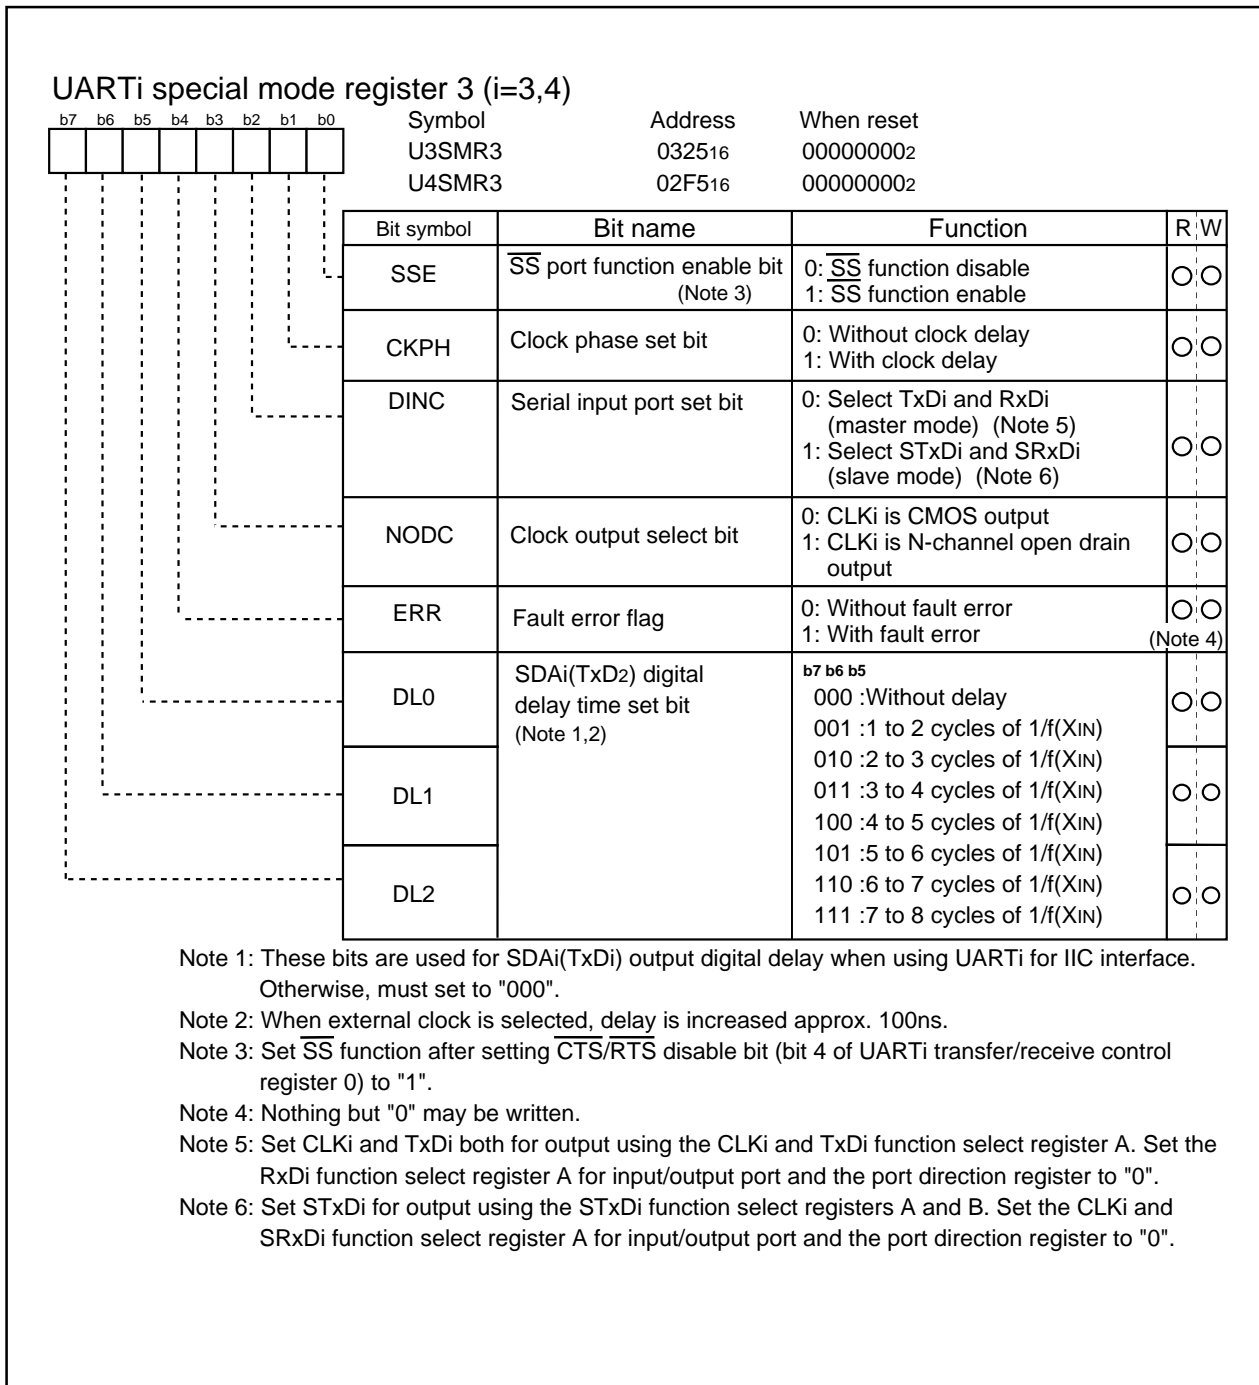 UARTi special mode register 3 (i=3,4)
b7 b6 b5 b4 b3 b2 b1 b0
Symbol Address When reset
U3SMR3 032516 000000002
U4SMR3 02F516 000000002
Bit symbol Bit name Function R W
SSE SS port function enable bit (Note 3)
0: SS function disable
1: SS function enable
CKPH Clock phase set bit
0: Without clock delay
1: With clock delay
DINC Serial input port set bit
0: Select TxDi and RxDi
(master mode) (Note 5)
1: Select STxDi and SRxDi
(slave mode) (Note 6)
NODC Clock output select bit
0: CLKi is CMOS output
1: CLKi is N-channel open drain
output
ERR Fault error flag
0: Without fault error
1: With fault error
(Note 4)
DL0
SDAi(TxD2) digital
delay time set bit
(Note 1,2)
b7 b6 b5
000 :Without delay
001 :1 to 2 cycles of 1/f(XIN)
010 :2 to 3 cycles of 1/f(XIN)
DL1
011 :3 to 4 cycles of 1/f(XIN)
100 :4 to 5 cycles of 1/f(XIN)
101 :5 to 6 cycles of 1/f(XIN)
DL2
110 :6 to 7 cycles of 1/f(XIN)
111 :7 to 8 cycles of 1/f(XIN)
Note 1: These bits are used for SDAi(TxDi) output digital delay when using UARTi for IIC interface.
Otherwise, must set to "000".
Note 2: When external clock is selected, delay is increased approx. 100ns.
Note 3: Set SS function after setting CTS/RTS disable bit (bit 4 of UARTi transfer/receive control
register 0) to "1".
Note 4: Nothing but "0" may be written.
Note 5: Set CLKi and TxDi both for output using the CLKi and TxDi function select register A. Set the
RxDi function select register A for input/output port and the port direction register to "0".
Note 6: Set STxDi for output using the STxDi function select registers A and B. Set the CLKi and
SRxDi function select register A for input/output port and the port direction register to "0".